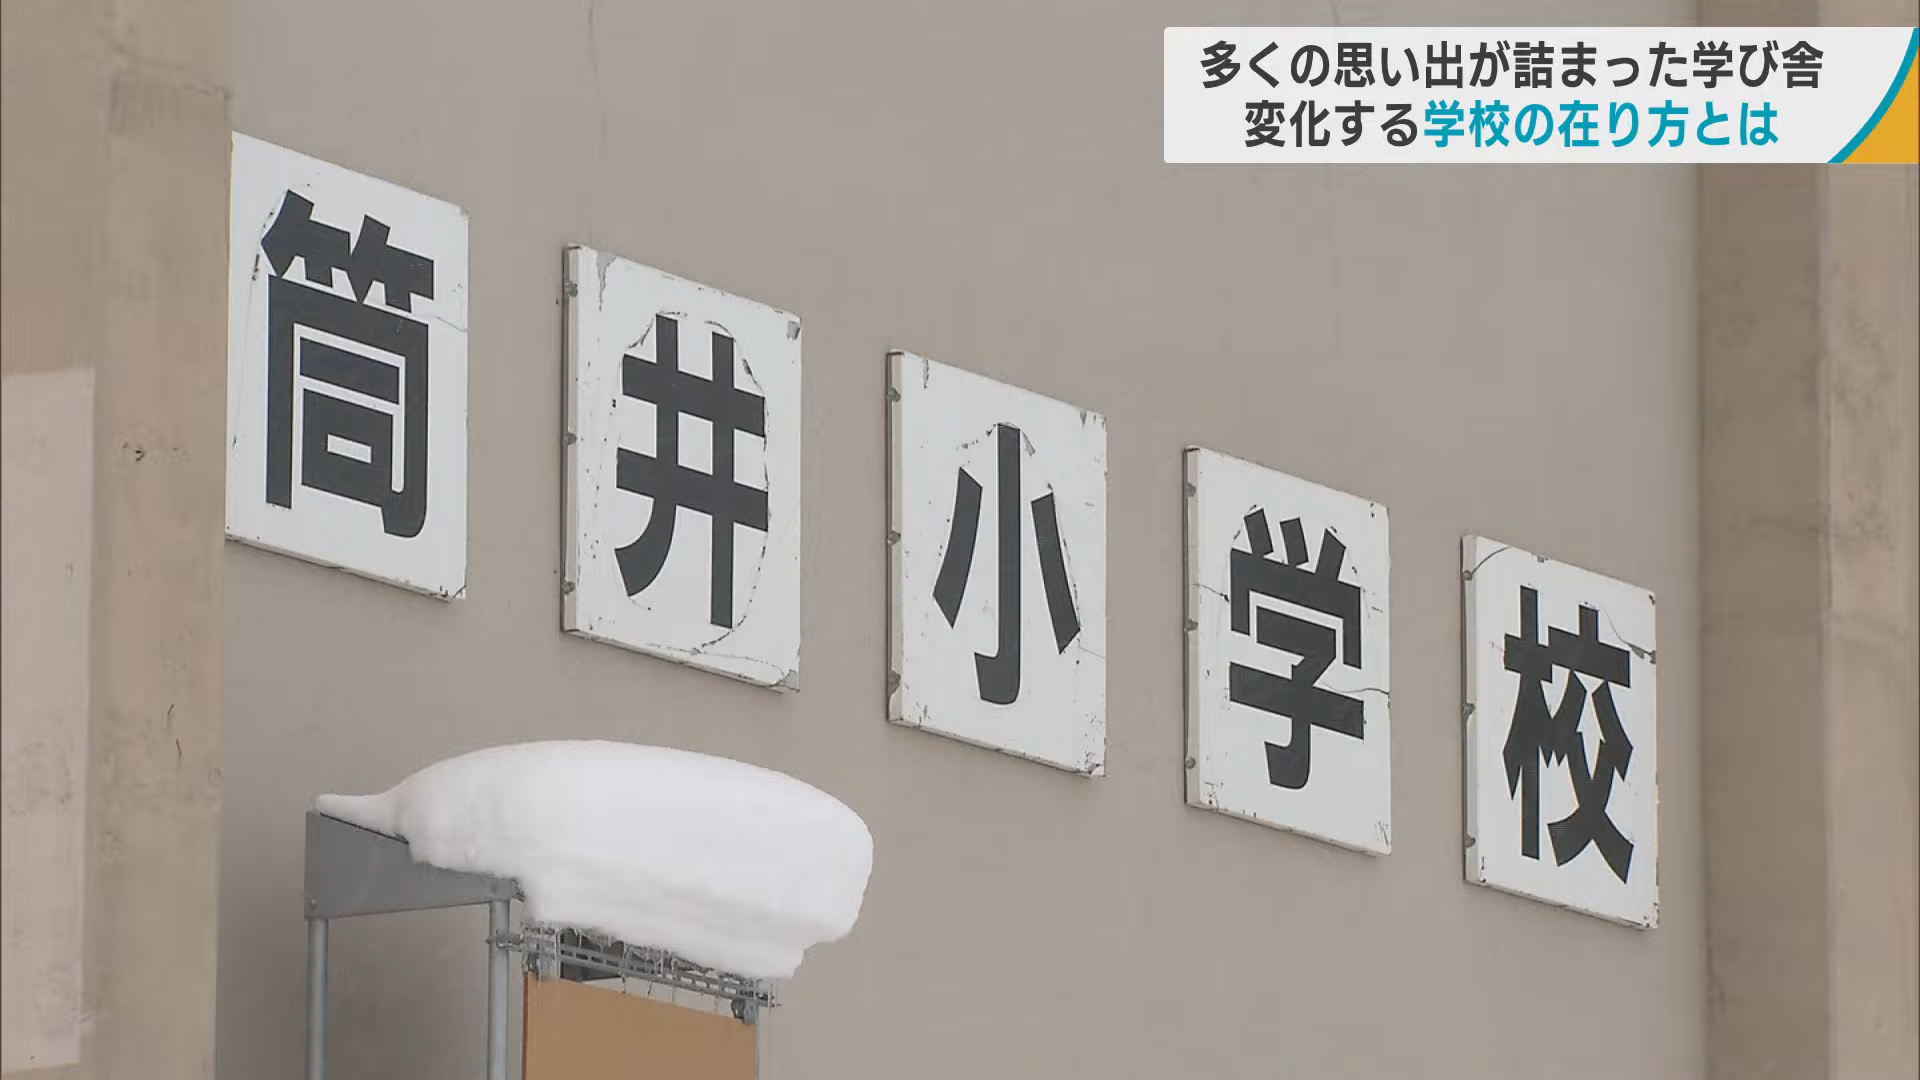 多くの思い出が詰まった学び舎
変化する学校の在り方とは
筒井小学校